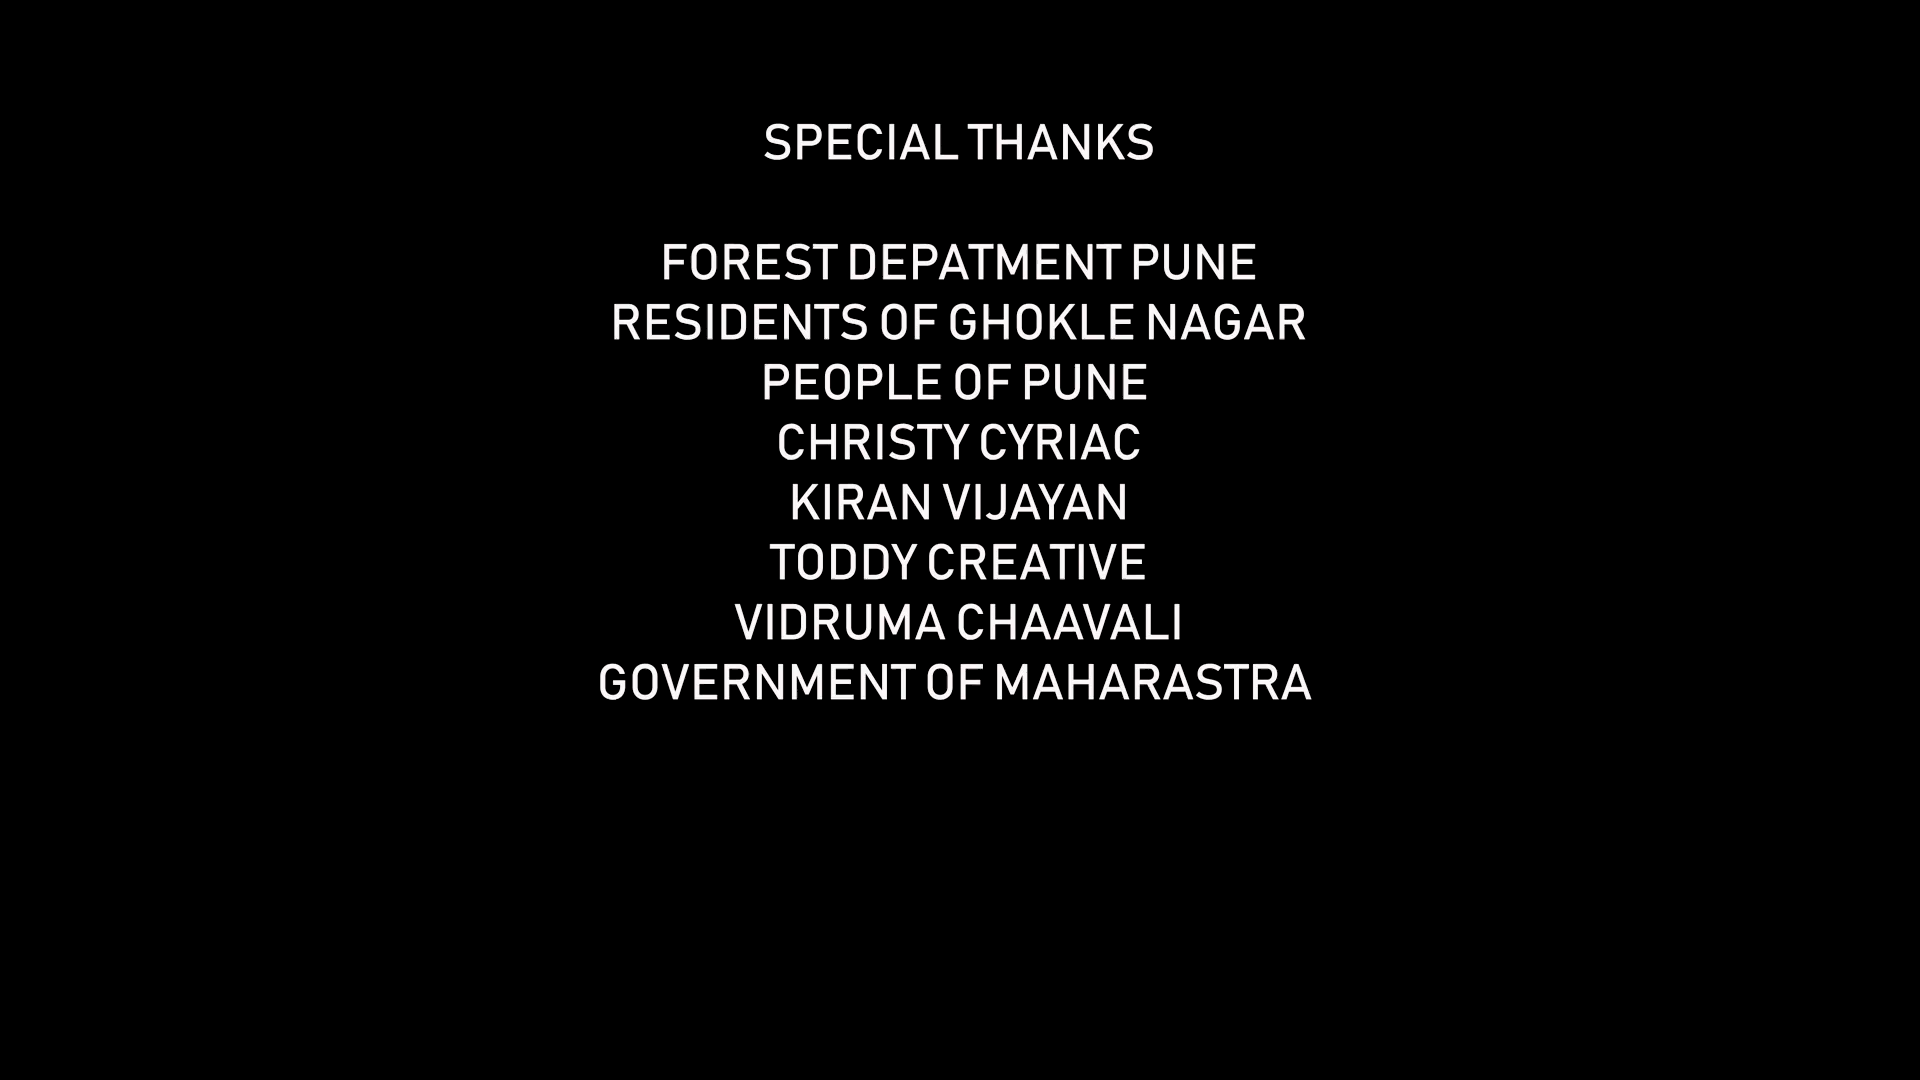 SPECIAL THANKS
FOREST DEPATMENT PUNE
RESIDENTS OF GHOKLE NAGAR
PEOPLE OF PUNE
CHRISTY CYRIAC
KIRAN VIJAYAN
TODDY CREATIVE
VIDRUMA CHAAVALI
GOVERNMENT OF MAHARASTRA